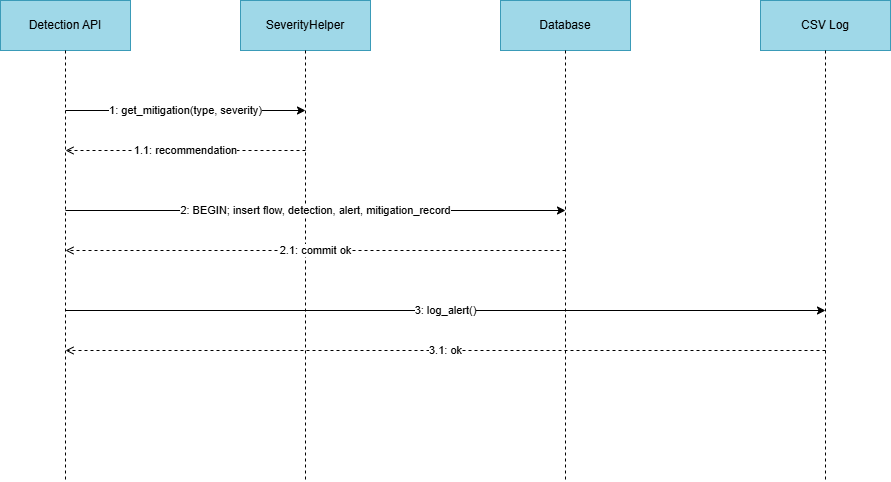 Detection API
SeverityHelper
Database
CSV Log
1: get_mitigation(type, severity)
1.1: recommendation
2: BEGIN; insert flow, detection, alert, mitigation_record
2.1: commit ok
3: log_alert()
3.1: ok